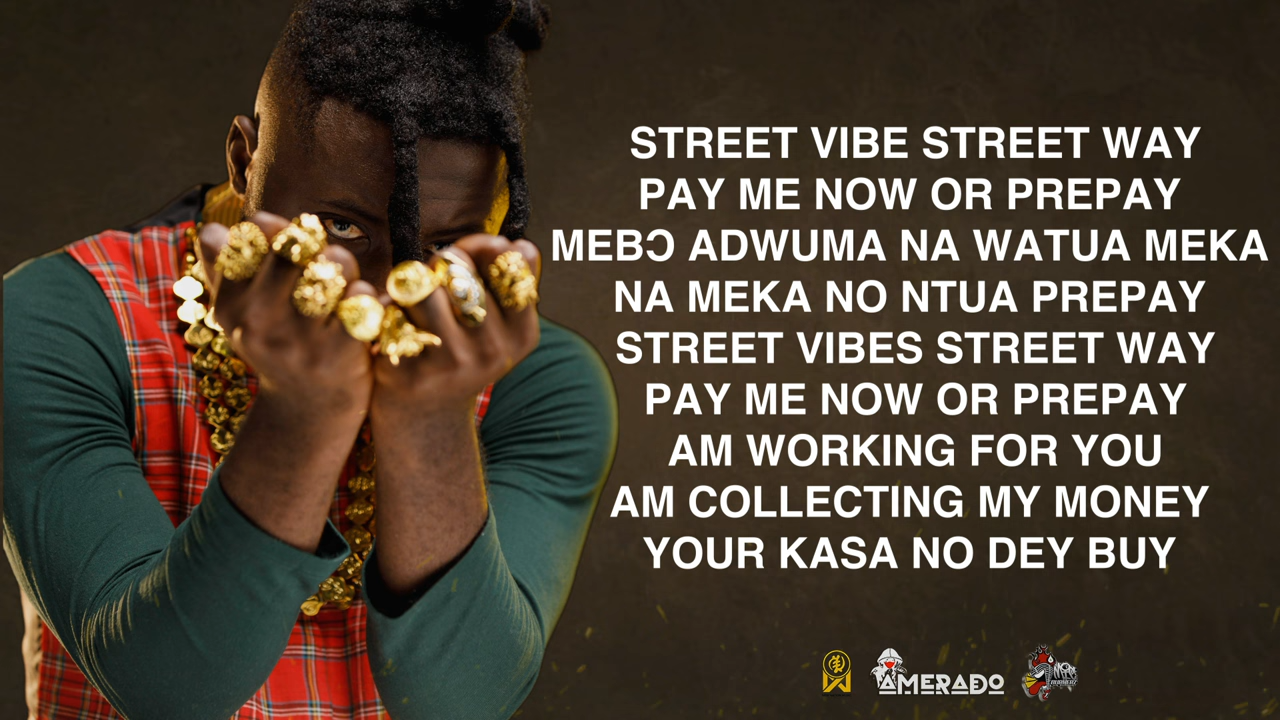 STREET VIBE STREET WAY
PAY ME NOW OR PREPAY
MEBƆ ADWUMA NA WATUA MEKA
NA MEKA NO NTUA PREPAY
STREET VIBES STREET WAY
PAY ME NOW OR PREPAY
AM WORKING FOR YOU
AM COLLECTING MY MONEY
YOUR KASA NO DEY BUY
AMERADO